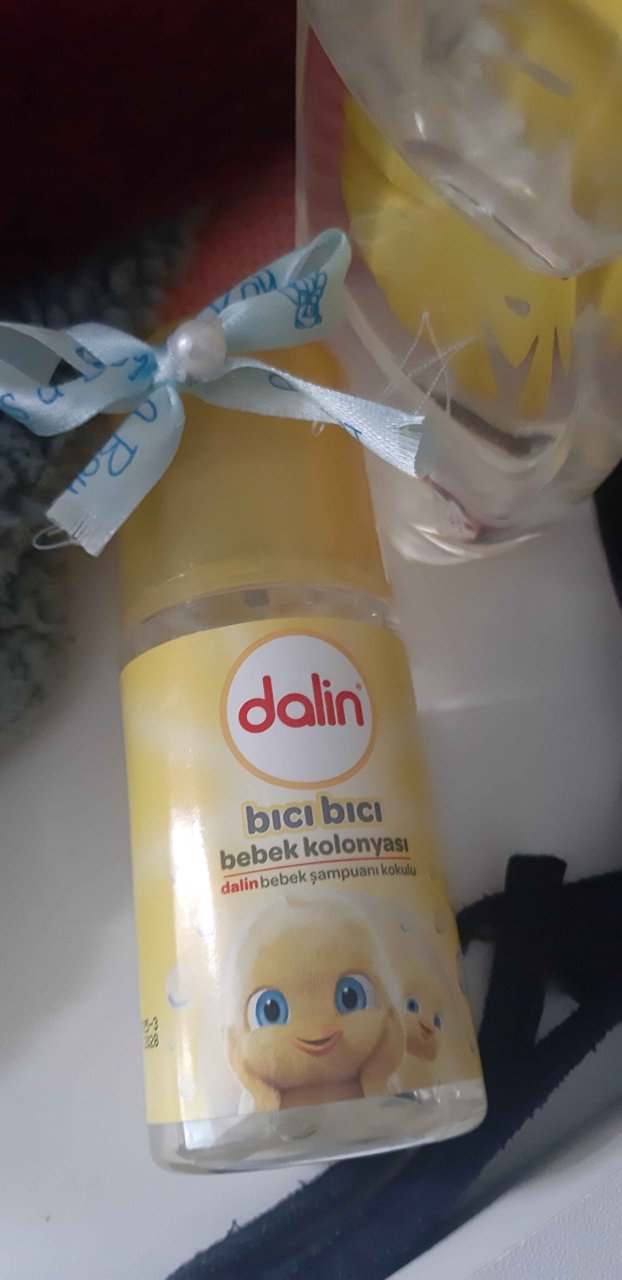 dalin
bıcı bıcı
bebek kolonyası
dalin bebek şampuanı kokulu